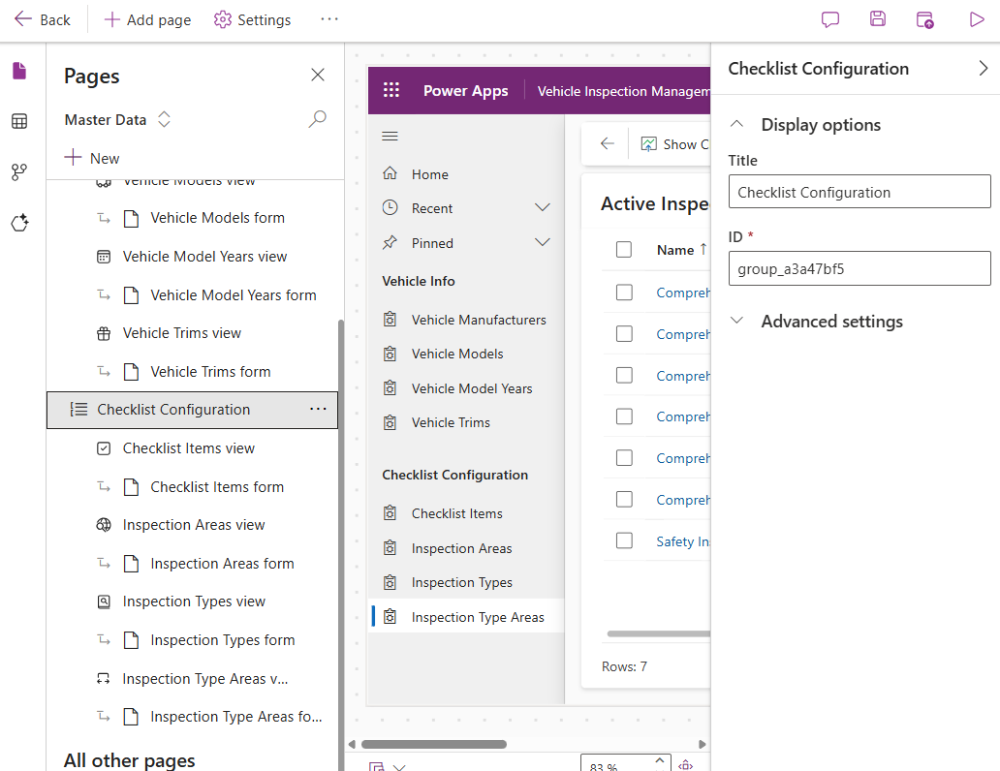 Back
Add page
Settings
Pages
Master Data
New
Vehicle Models view
Vehicle Models form
Vehicle Model Years view
Vehicle Model Years form
Vehicle Trims view
Vehicle Trims form
Checklist Configuration
Checklist Items view
Checklist Items form
Inspection Areas view
Inspection Areas form
Inspection Types view
Inspection Types form
Inspection Type Areas v...
Inspection Type Areas fo...
All other pages
Power Apps
Vehicle Inspection Managem
Home
Recent
Pinned
Vehicle Info
Vehicle Manufacturers
Vehicle Models
Vehicle Model Years
Vehicle Trims
Checklist Configuration
Checklist Items
Inspection Areas
Inspection Types
Inspection Type Areas
Show C
Active Inspe
Name ↑
Compreh
Compreh
Compreh
Compreh
Compreh
Compreh
Safety In
Rows: 7
83 %
Checklist Configuration
Display options
Title
Checklist Configuration
ID *
group_a3a47bf5
Advanced settings